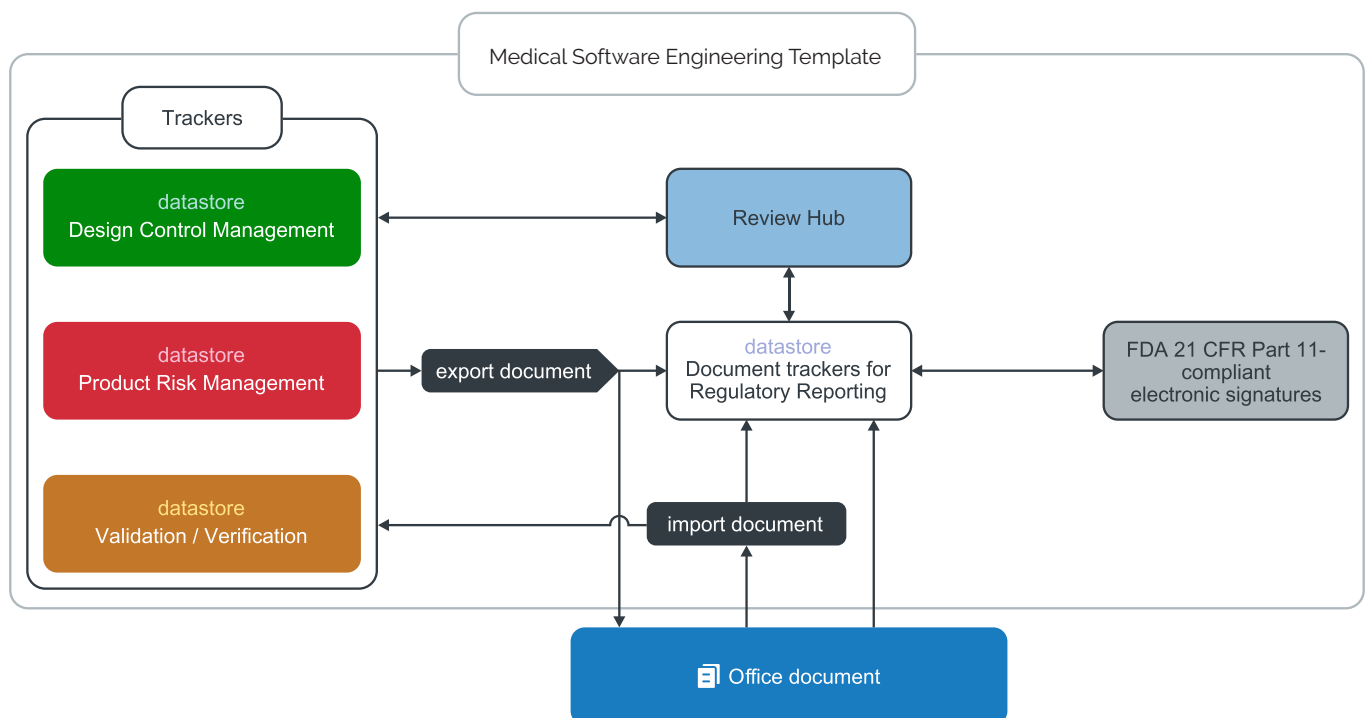 Medical Software Engineering Template
Trackers
datastore
Design Control Management
Review Hub
datastore
Product Risk Management
export document
datastore
Document trackers for
Regulatory Reporting
FDA 21 CFR Part 11-
compliant
electronic signatures
datastore
Validation / Verification
import document
Office document